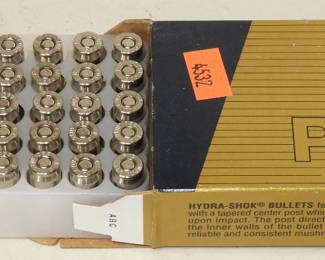 4532
P
ABC
HYDRA-SHOK® BULLETS
with a tapered center post
upon impact. The post direct
the inner walls of the bullet
reliable and consistent mush